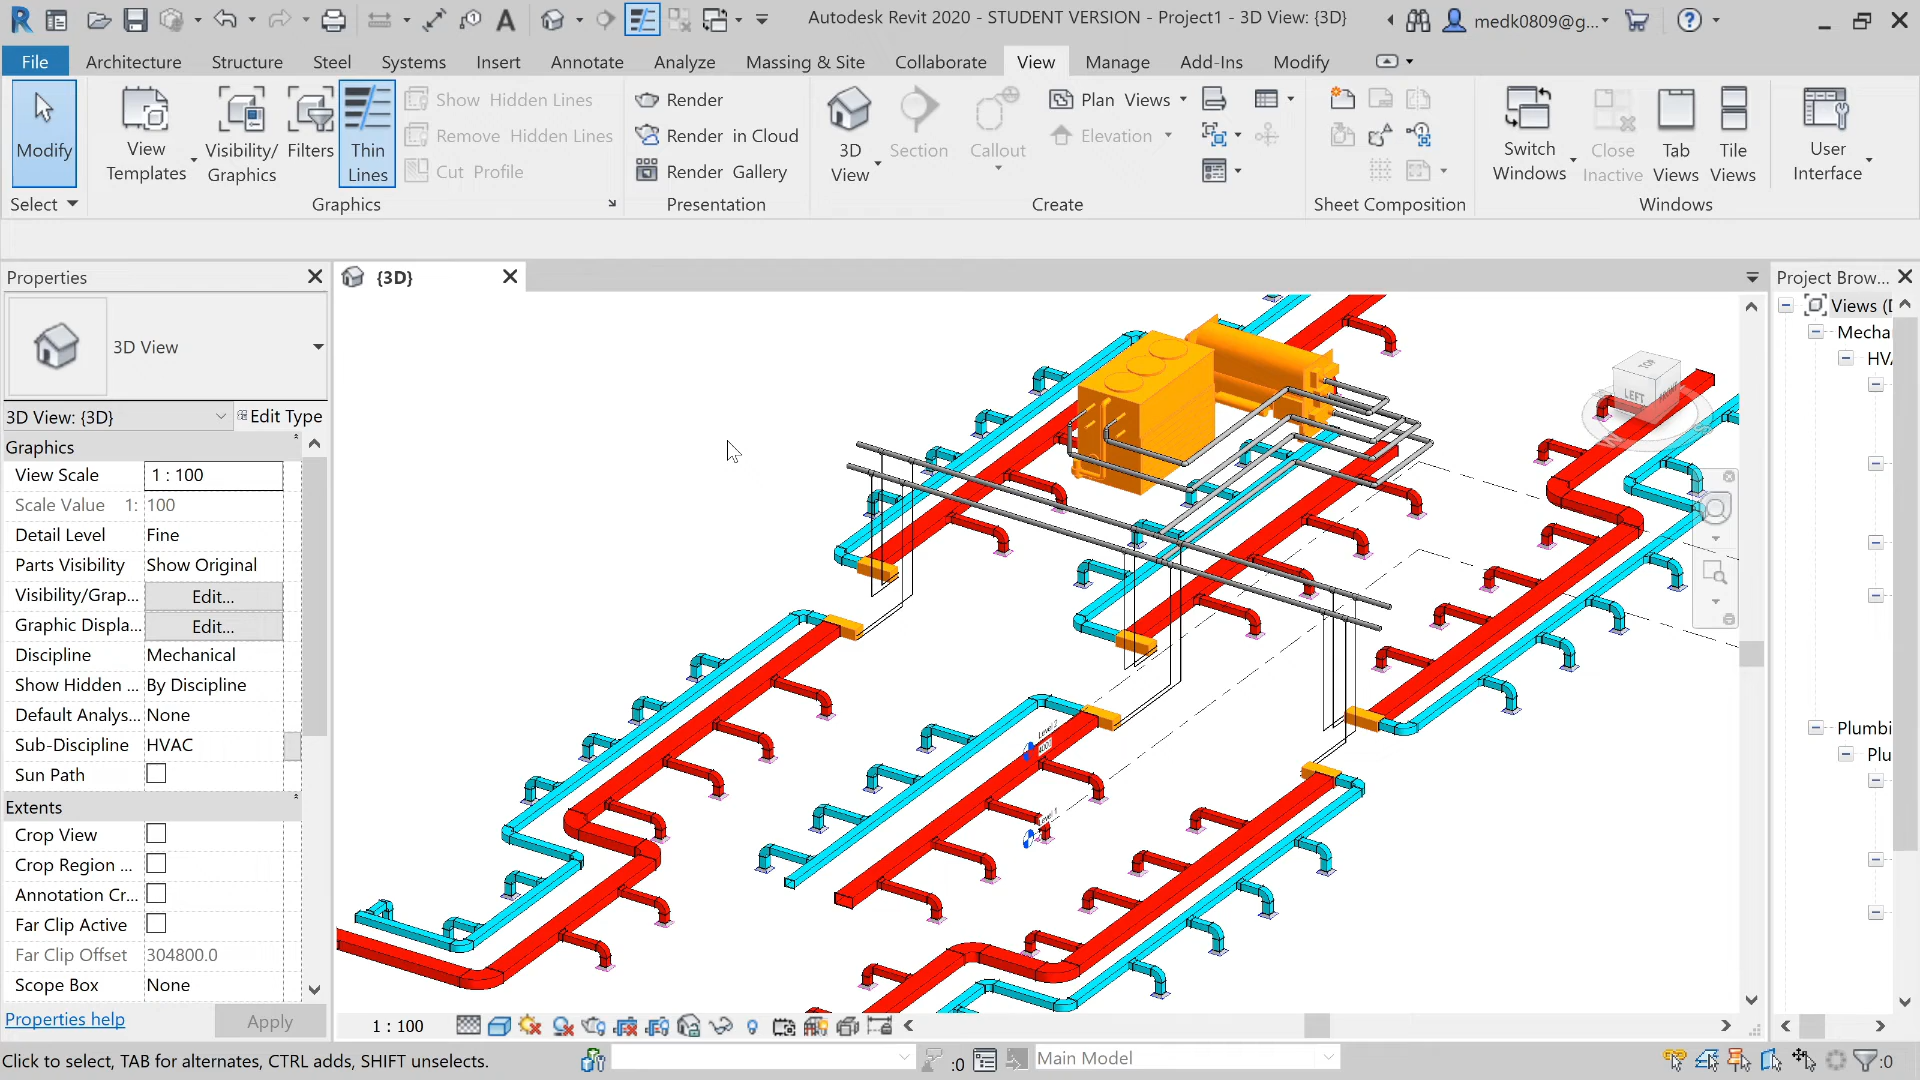 Autodesk Revit 2020 - STUDENT VERSION - Project1 - 3D View: {3D}
medk0809@g...
File Architecture Structure Steel Systems Insert Annotate Analyze Massing & Site Collaborate View Manage Add-Ins Modify
Modify
View Templates
Visibility/ Graphics
Filters
Thin Lines
Show Hidden Lines
Remove Hidden Lines
Cut Profile
Render
Render in Cloud
Render Gallery
3D View
Section
Callout
Plan Views
Elevation
Switch Windows
Close Inactive
Tab Views
Tile Views
User Interface
Select
Graphics
Presentation
Create
Sheet Composition
Windows
Properties
{3D}
Project Brow...
3D View
3D View: {3D}
Edit Type
Graphics
View Scale 1 : 100
Scale Value 1: 100
Detail Level Fine
Parts Visibility Show Original
Visibility/Grap... Edit...
Graphic Displa... Edit...
Discipline Mechanical
Show Hidden ... By Discipline
Default Analys... None
Sub-Discipline HVAC
Sun Path
Extents
Crop View
Crop Region ...
Annotation Cr...
Far Clip Active
Far Clip Offset 304800.0
Scope Box None
Properties help
Apply
TOP
LEFT
Level 2
Level 1
Views (
Mecha
HV
Plumbi
Plu
1 : 100
Click to select, TAB for alternates, CTRL adds, SHIFT unselects.
:0
Main Model
:0